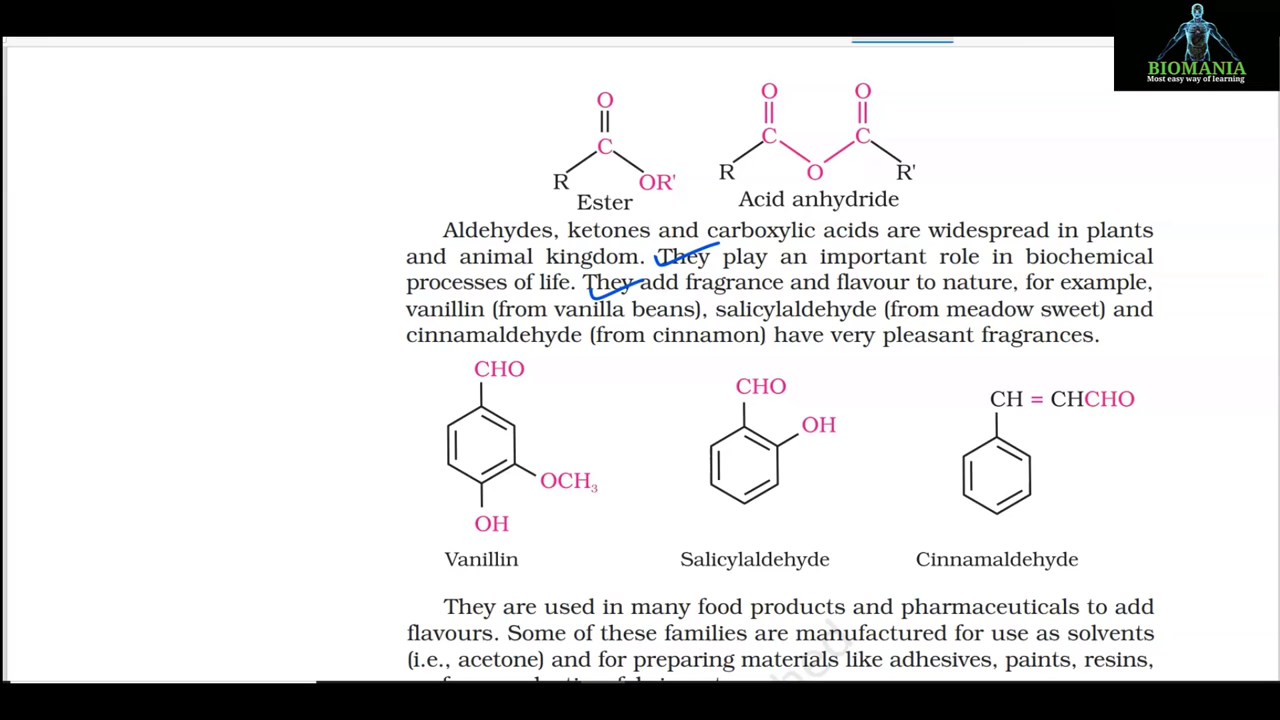 BIOMANIA
Most easy way of learning
O
C
R
OR'
Ester
O O
C C
R O R'
Acid anhydride
Aldehydes, ketones and carboxylic acids are widespread in plants
and animal kingdom. They play an important role in biochemical
processes of life. They add fragrance and flavour to nature, for example,
vanillin (from vanilla beans), salicylaldehyde (from meadow sweet) and
cinnamaldehyde (from cinnamon) have very pleasant fragrances.
CHO
OCH₃
OH
Vanillin
CHO
OH
Salicylaldehyde
CH = CHCHO
Cinnamaldehyde
They are used in many food products and pharmaceuticals to add
flavours. Some of these families are manufactured for use as solvents
(i.e., acetone) and for preparing materials like adhesives, paints, resins,